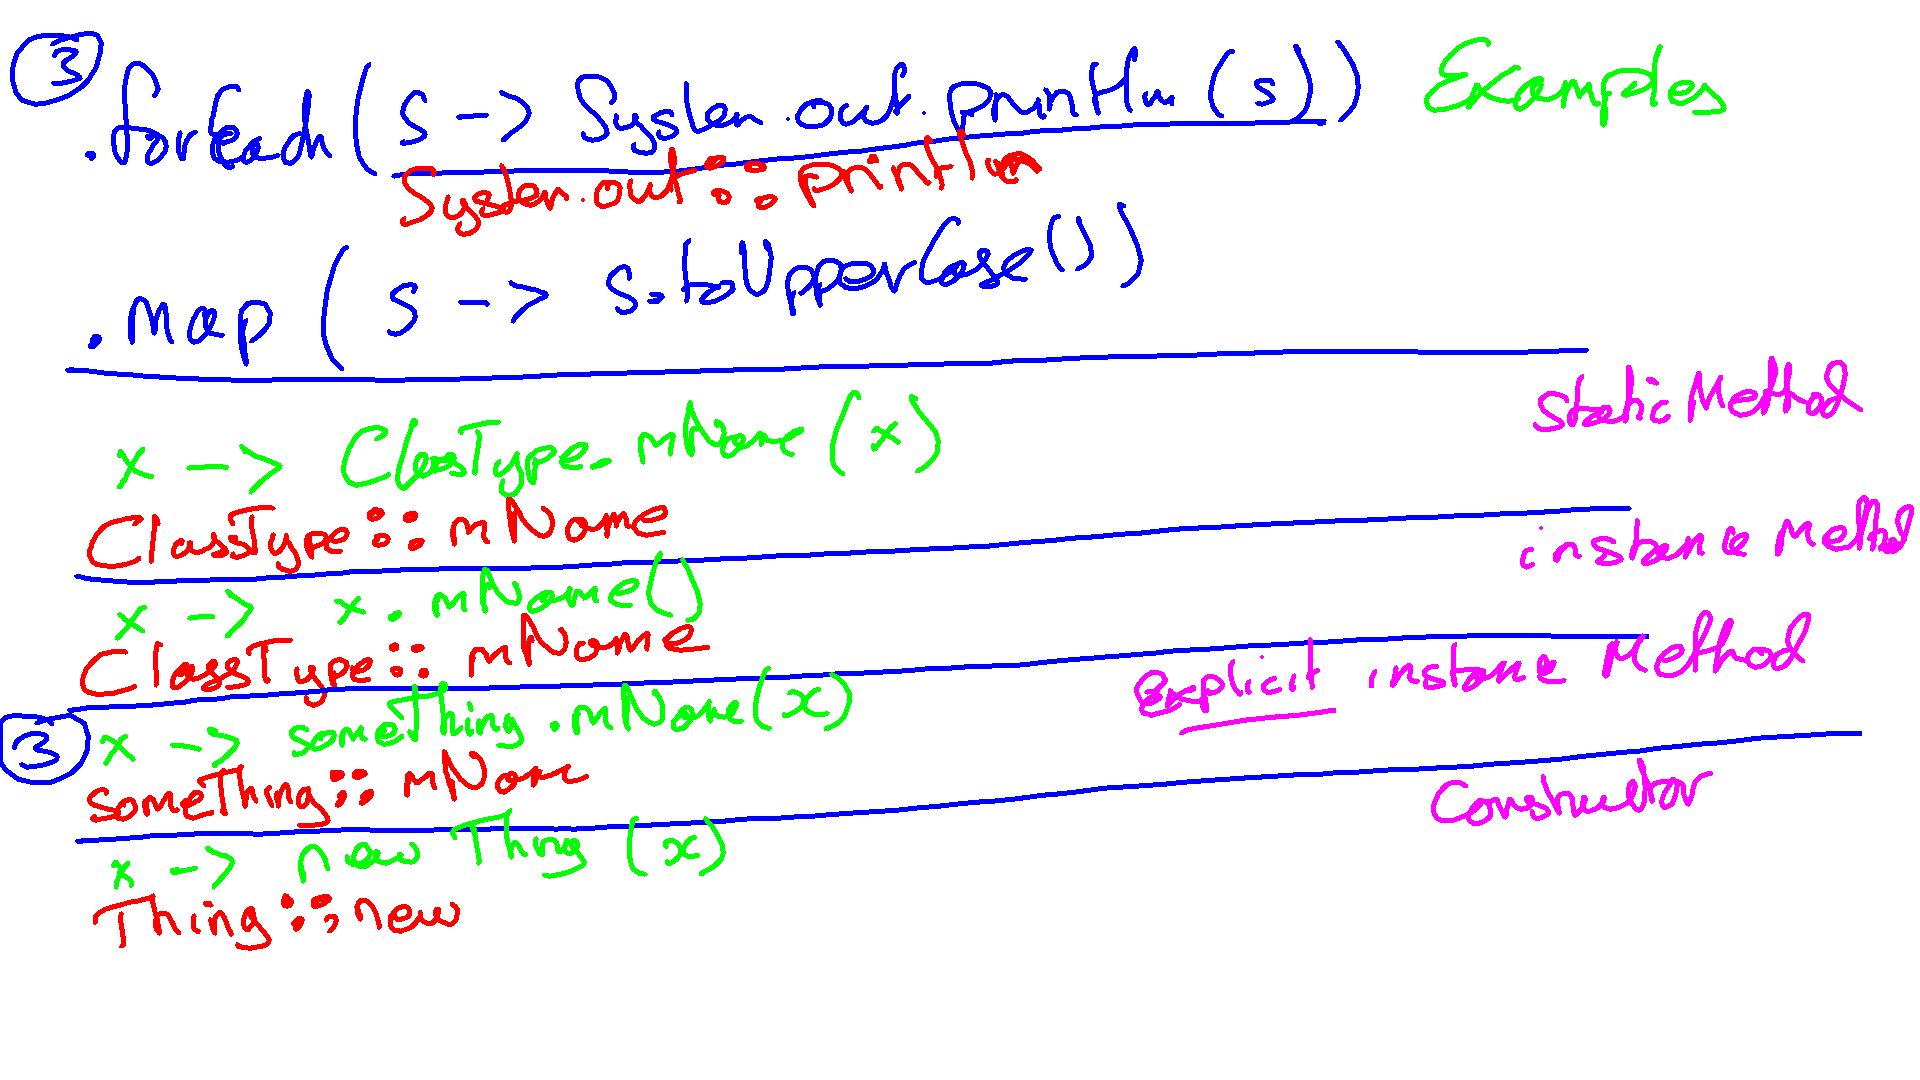 ③ .forEach(s -> System.out.println(s)) Examples
System.out::println
.map(s -> s.toUpperCase())
Static Method
x -> ClassType.mName(x)
ClassType::mName
instance Method
x -> x.mName()
ClassType::mName
Explicit instance Method
③ x -> someThing.mName(x)
someThing::mName
Constructor
x -> new Thing(x)
Thing::new